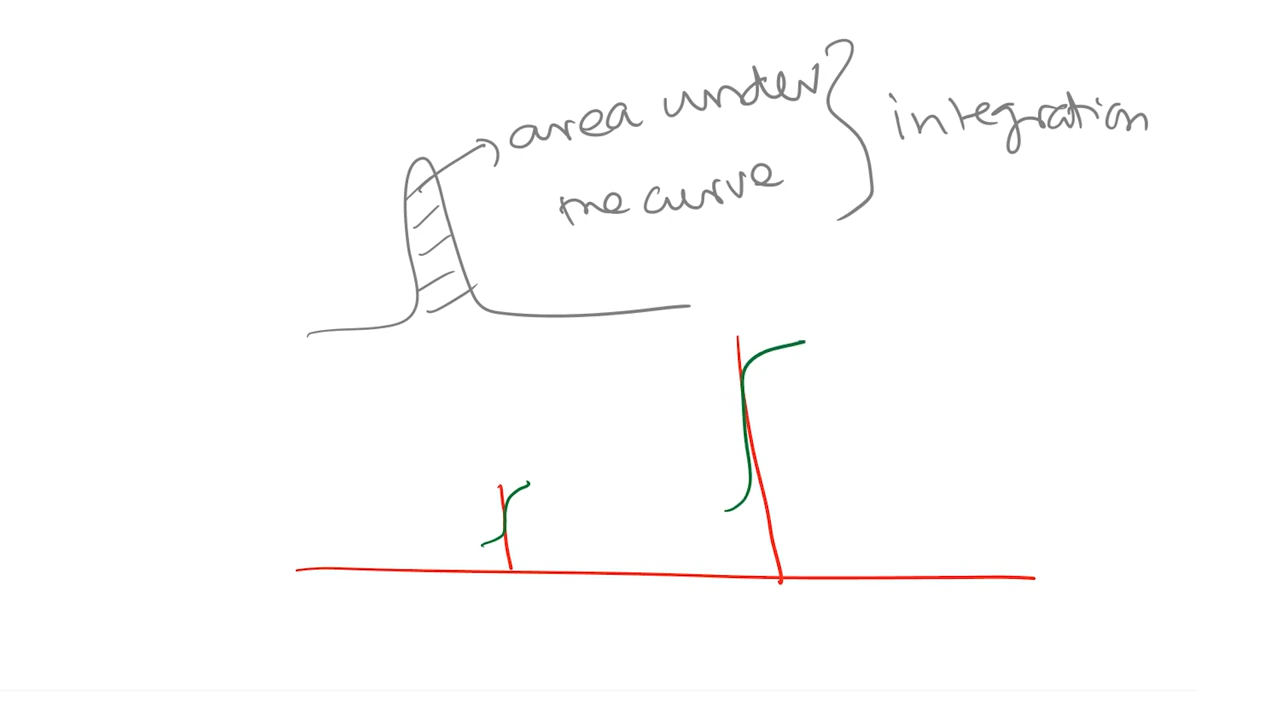 area under
the curve
integration